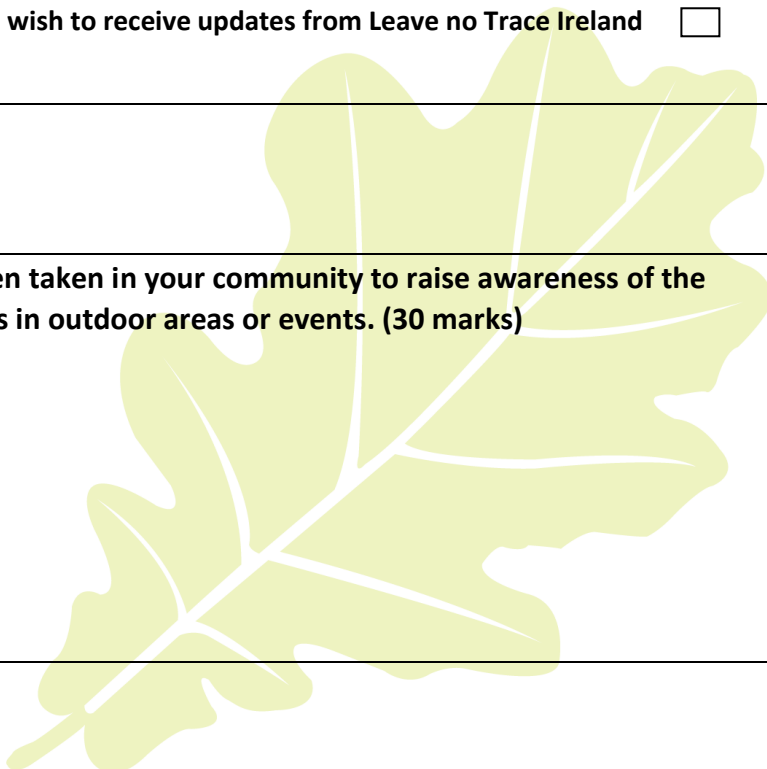 wish to receive updates from Leave no Trace Ireland
en taken in your community to raise awareness of the
s in outdoor areas or events. (30 marks)